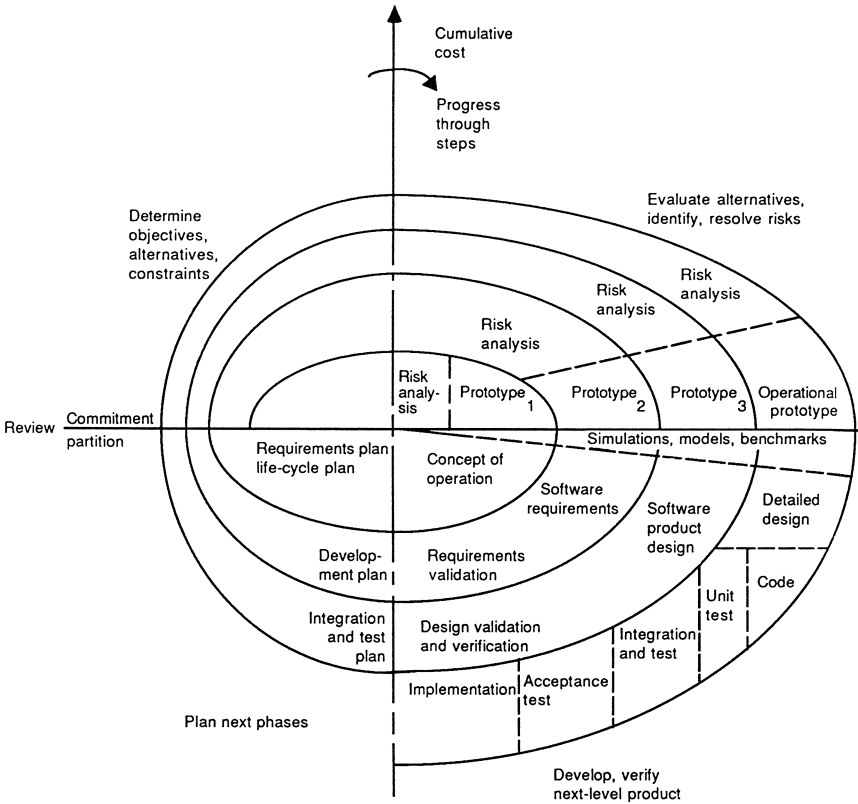 Cumulative
cost
Progress
through
steps
Determine
objectives,
alternatives,
constraints
Evaluate alternatives,
identify, resolve risks
Risk
analysis
Risk
analysis
Risk
analysis
Risk
analy-
sis
Prototype 1
Prototype 2
Prototype 3
Operational
prototype
Review
Commitment
partition
Simulations, models, benchmarks
Requirements plan
life-cycle plan
Concept of
operation
Software
requirements
Software
product
design
Detailed
design
Develop-
ment plan
Requirements
validation
Code
Unit
test
Integration
and test
plan
Design validation
and verification
Integration
and test
Acceptance
test
Implementation
Plan next phases
Develop, verify
next-level product